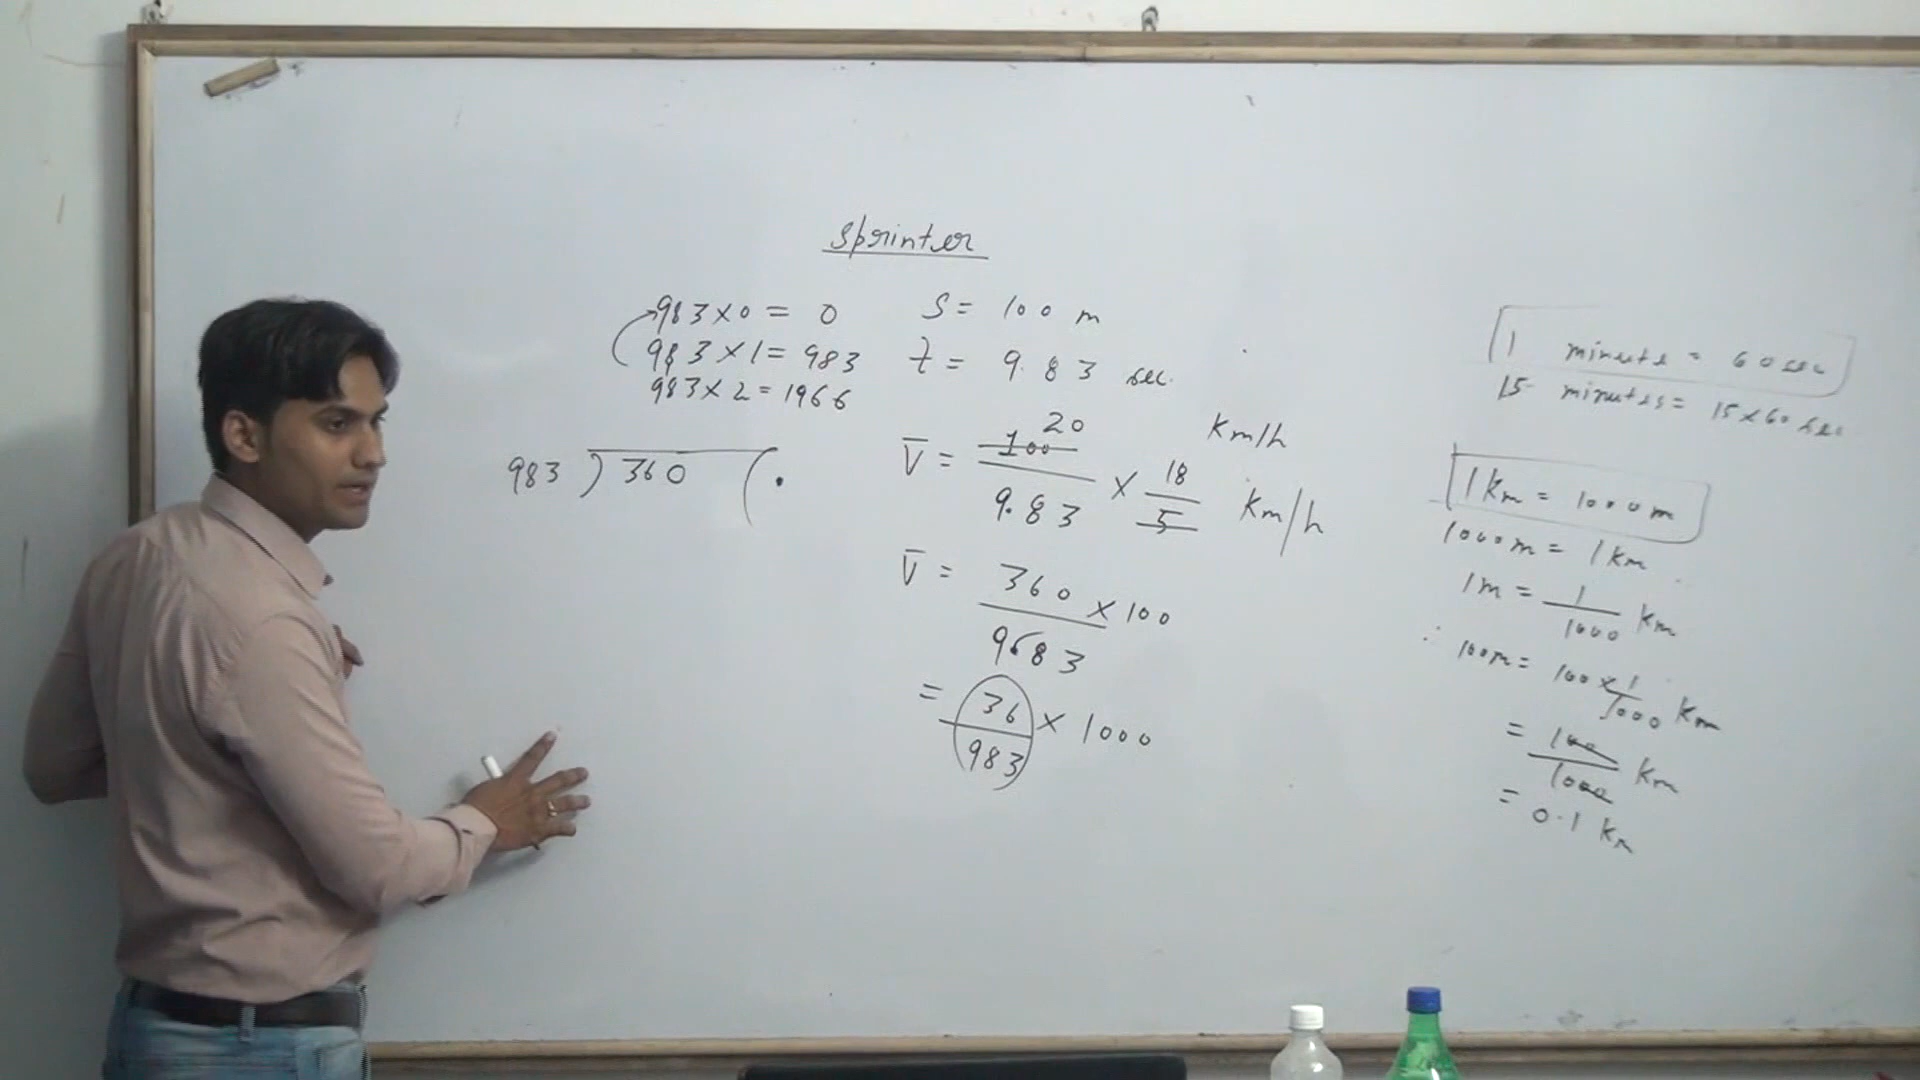 Sprinter
983 × 0 = 0
983 × 1 = 983
983 × 2 = 1966
983 ) 360 ( .
S = 100 m
t = 9.83 sec.
Km/h
20
V̅ = 100/9.83 × 18/5 Km/h
V̅ = 360/9.83 × 100
= 36/983 × 1000
1 minute = 60 sec
15 minutes = 15 × 60 sec
1 Km = 1000 m
1000 m = 1 Km
1 m = 1/1000 Km
∴ 100 m = 100 × 1/1000 Km
= 100/1000 Km
= 0.1 Km